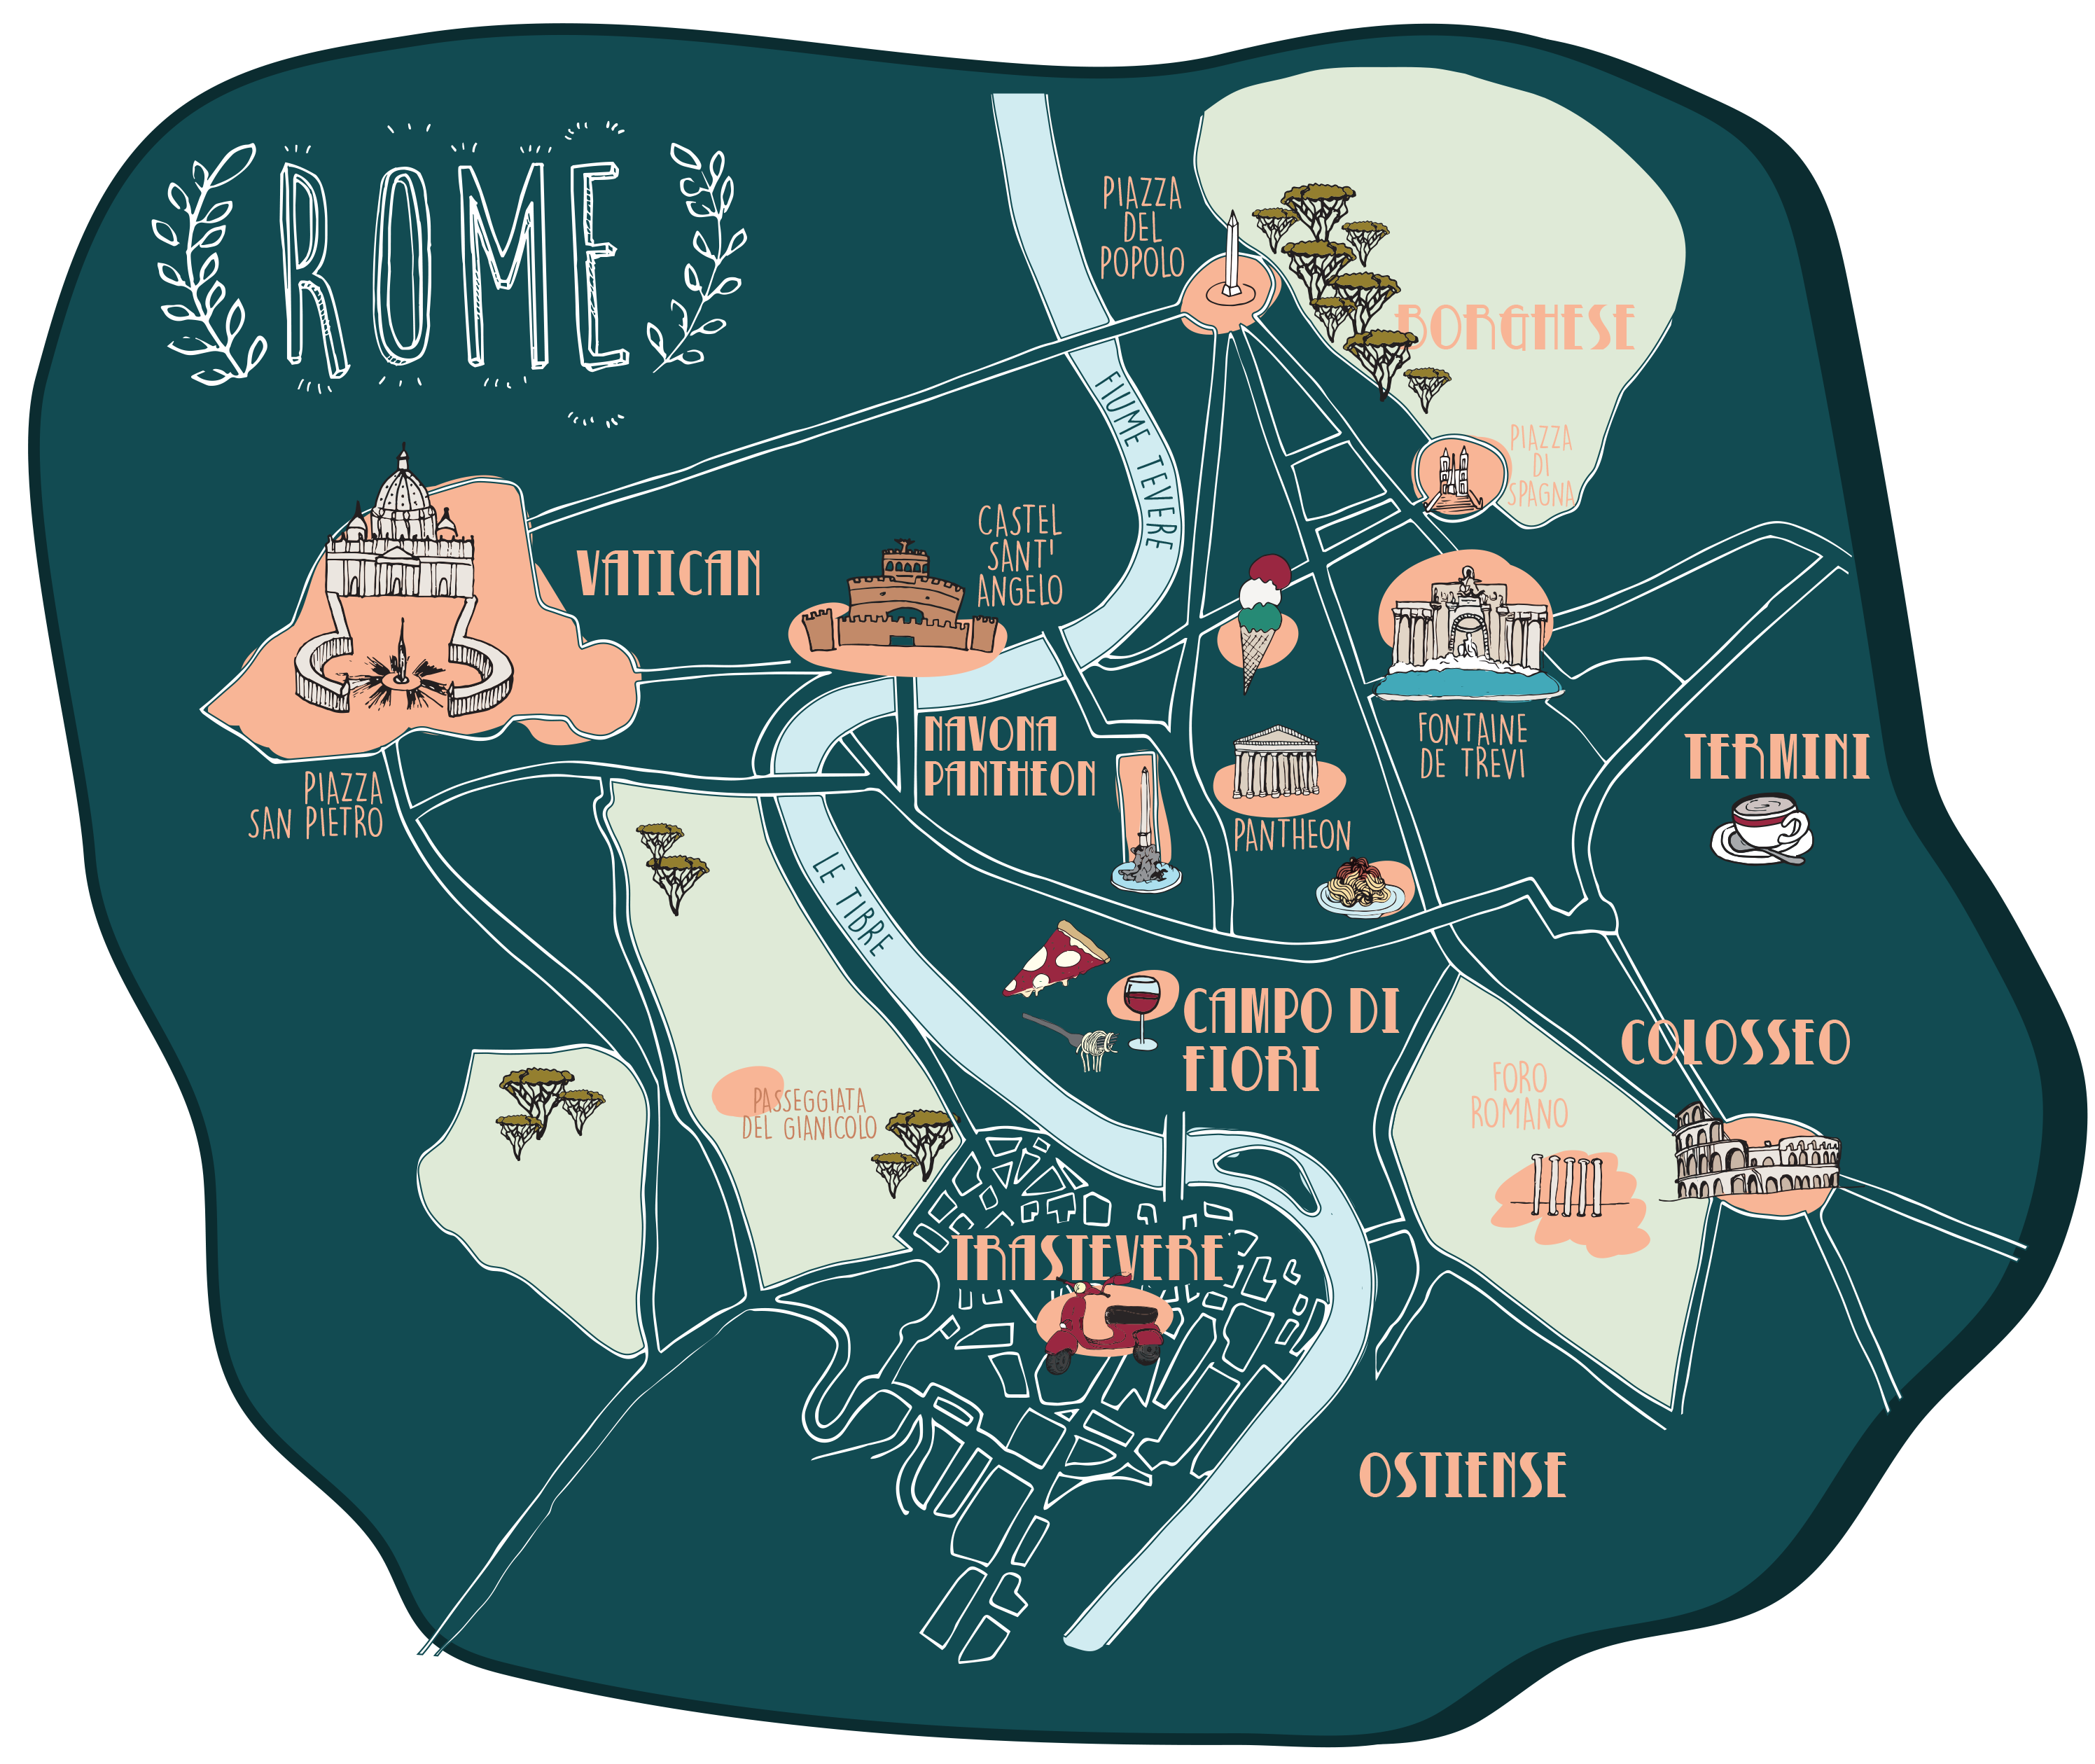 ROME
PIAZZA
DEL
POPOLO
BORGHESE
FIUME TEVERE
PIAZZA
DI
SPAGNA
CASTEL
SANT'
ANGELO
VATICAN
NAVONA
PANTHEON
FONTAINE
DE TREVI
TERMINI
PIAZZA
SAN PIETRO
PANTHEON
LE TIBRE
CAMPO DI
FIORI
COLOSSEO
FORO
ROMANO
PASSEGGIATA
DEL GIANICOLO
TRASTEVERE
OSTIENSE